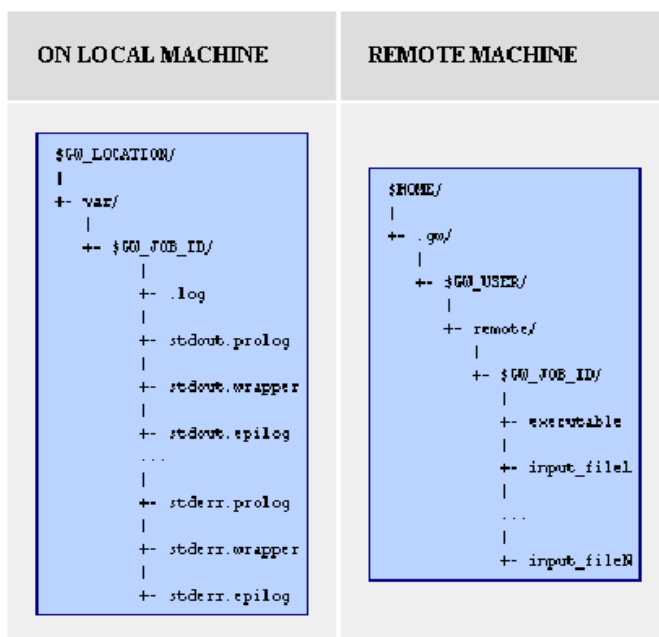 ON LOCAL MACHINE
$GW_LOCATION/
|
+- var/
|
+- $GW_JOB_ID/
|
+- .log
|
+- stdout.prolog
|
+- stdout.wrapper
|
+- stdout.epilog
...
|
+- stderr.prolog
|
+- stderr.wrapper
|
+- stderr.epilog
REMOTE MACHINE
$HOME/
|
+- .gw/
|
+- $GW_USER/
|
+- remote/
|
+- $GW_JOB_ID/
|
+- executable
|
+- input_file1
|
...
|
+- input_fileN